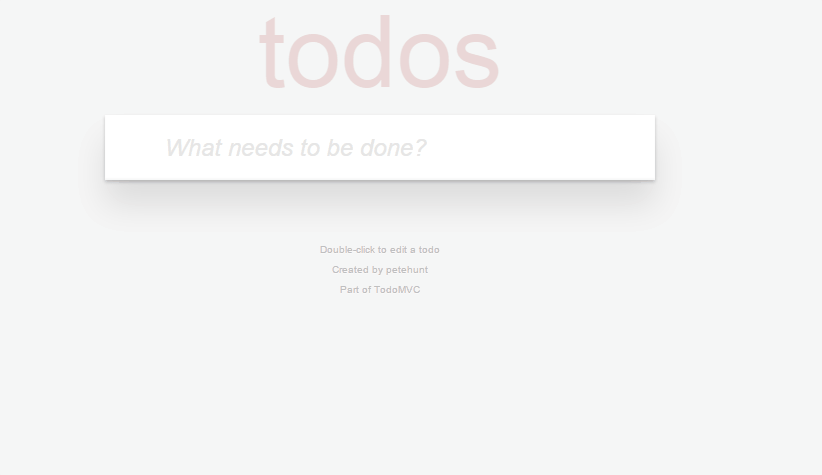 todos
What needs to be done?
Double-click to edit a todo
Created by petehunt
Part of TodoMVC